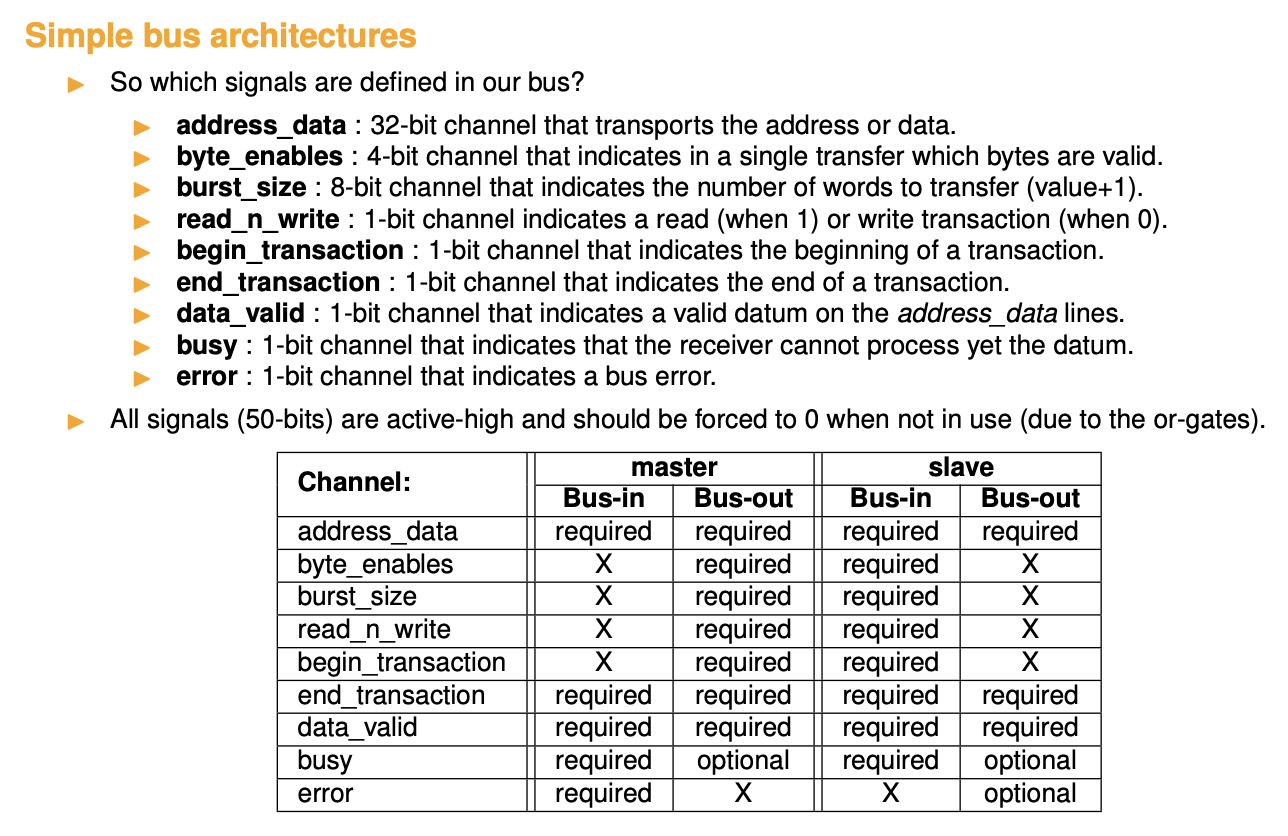 Simple bus architectures
▶ So which signals are defined in our bus?
▶ address_data : 32-bit channel that transports the address or data.
▶ byte_enables : 4-bit channel that indicates in a single transfer which bytes are valid.
▶ burst_size : 8-bit channel that indicates the number of words to transfer (value+1).
▶ read_n_write : 1-bit channel indicates a read (when 1) or write transaction (when 0).
▶ begin_transaction : 1-bit channel that indicates the beginning of a transaction.
▶ end_transaction : 1-bit channel that indicates the end of a transaction.
▶ data_valid : 1-bit channel that indicates a valid datum on the address_data lines.
▶ busy : 1-bit channel that indicates that the receiver cannot process yet the datum.
▶ error : 1-bit channel that indicates a bus error.
▶ All signals (50-bits) are active-high and should be forced to 0 when not in use (due to the or-gates).
Channel: master slave
Bus-in Bus-out Bus-in Bus-out
address_data required required required required
byte_enables X required required X
burst_size X required required X
read_n_write X required required X
begin_transaction X required required X
end_transaction required required required required
data_valid required required required required
busy required optional required optional
error required X X optional